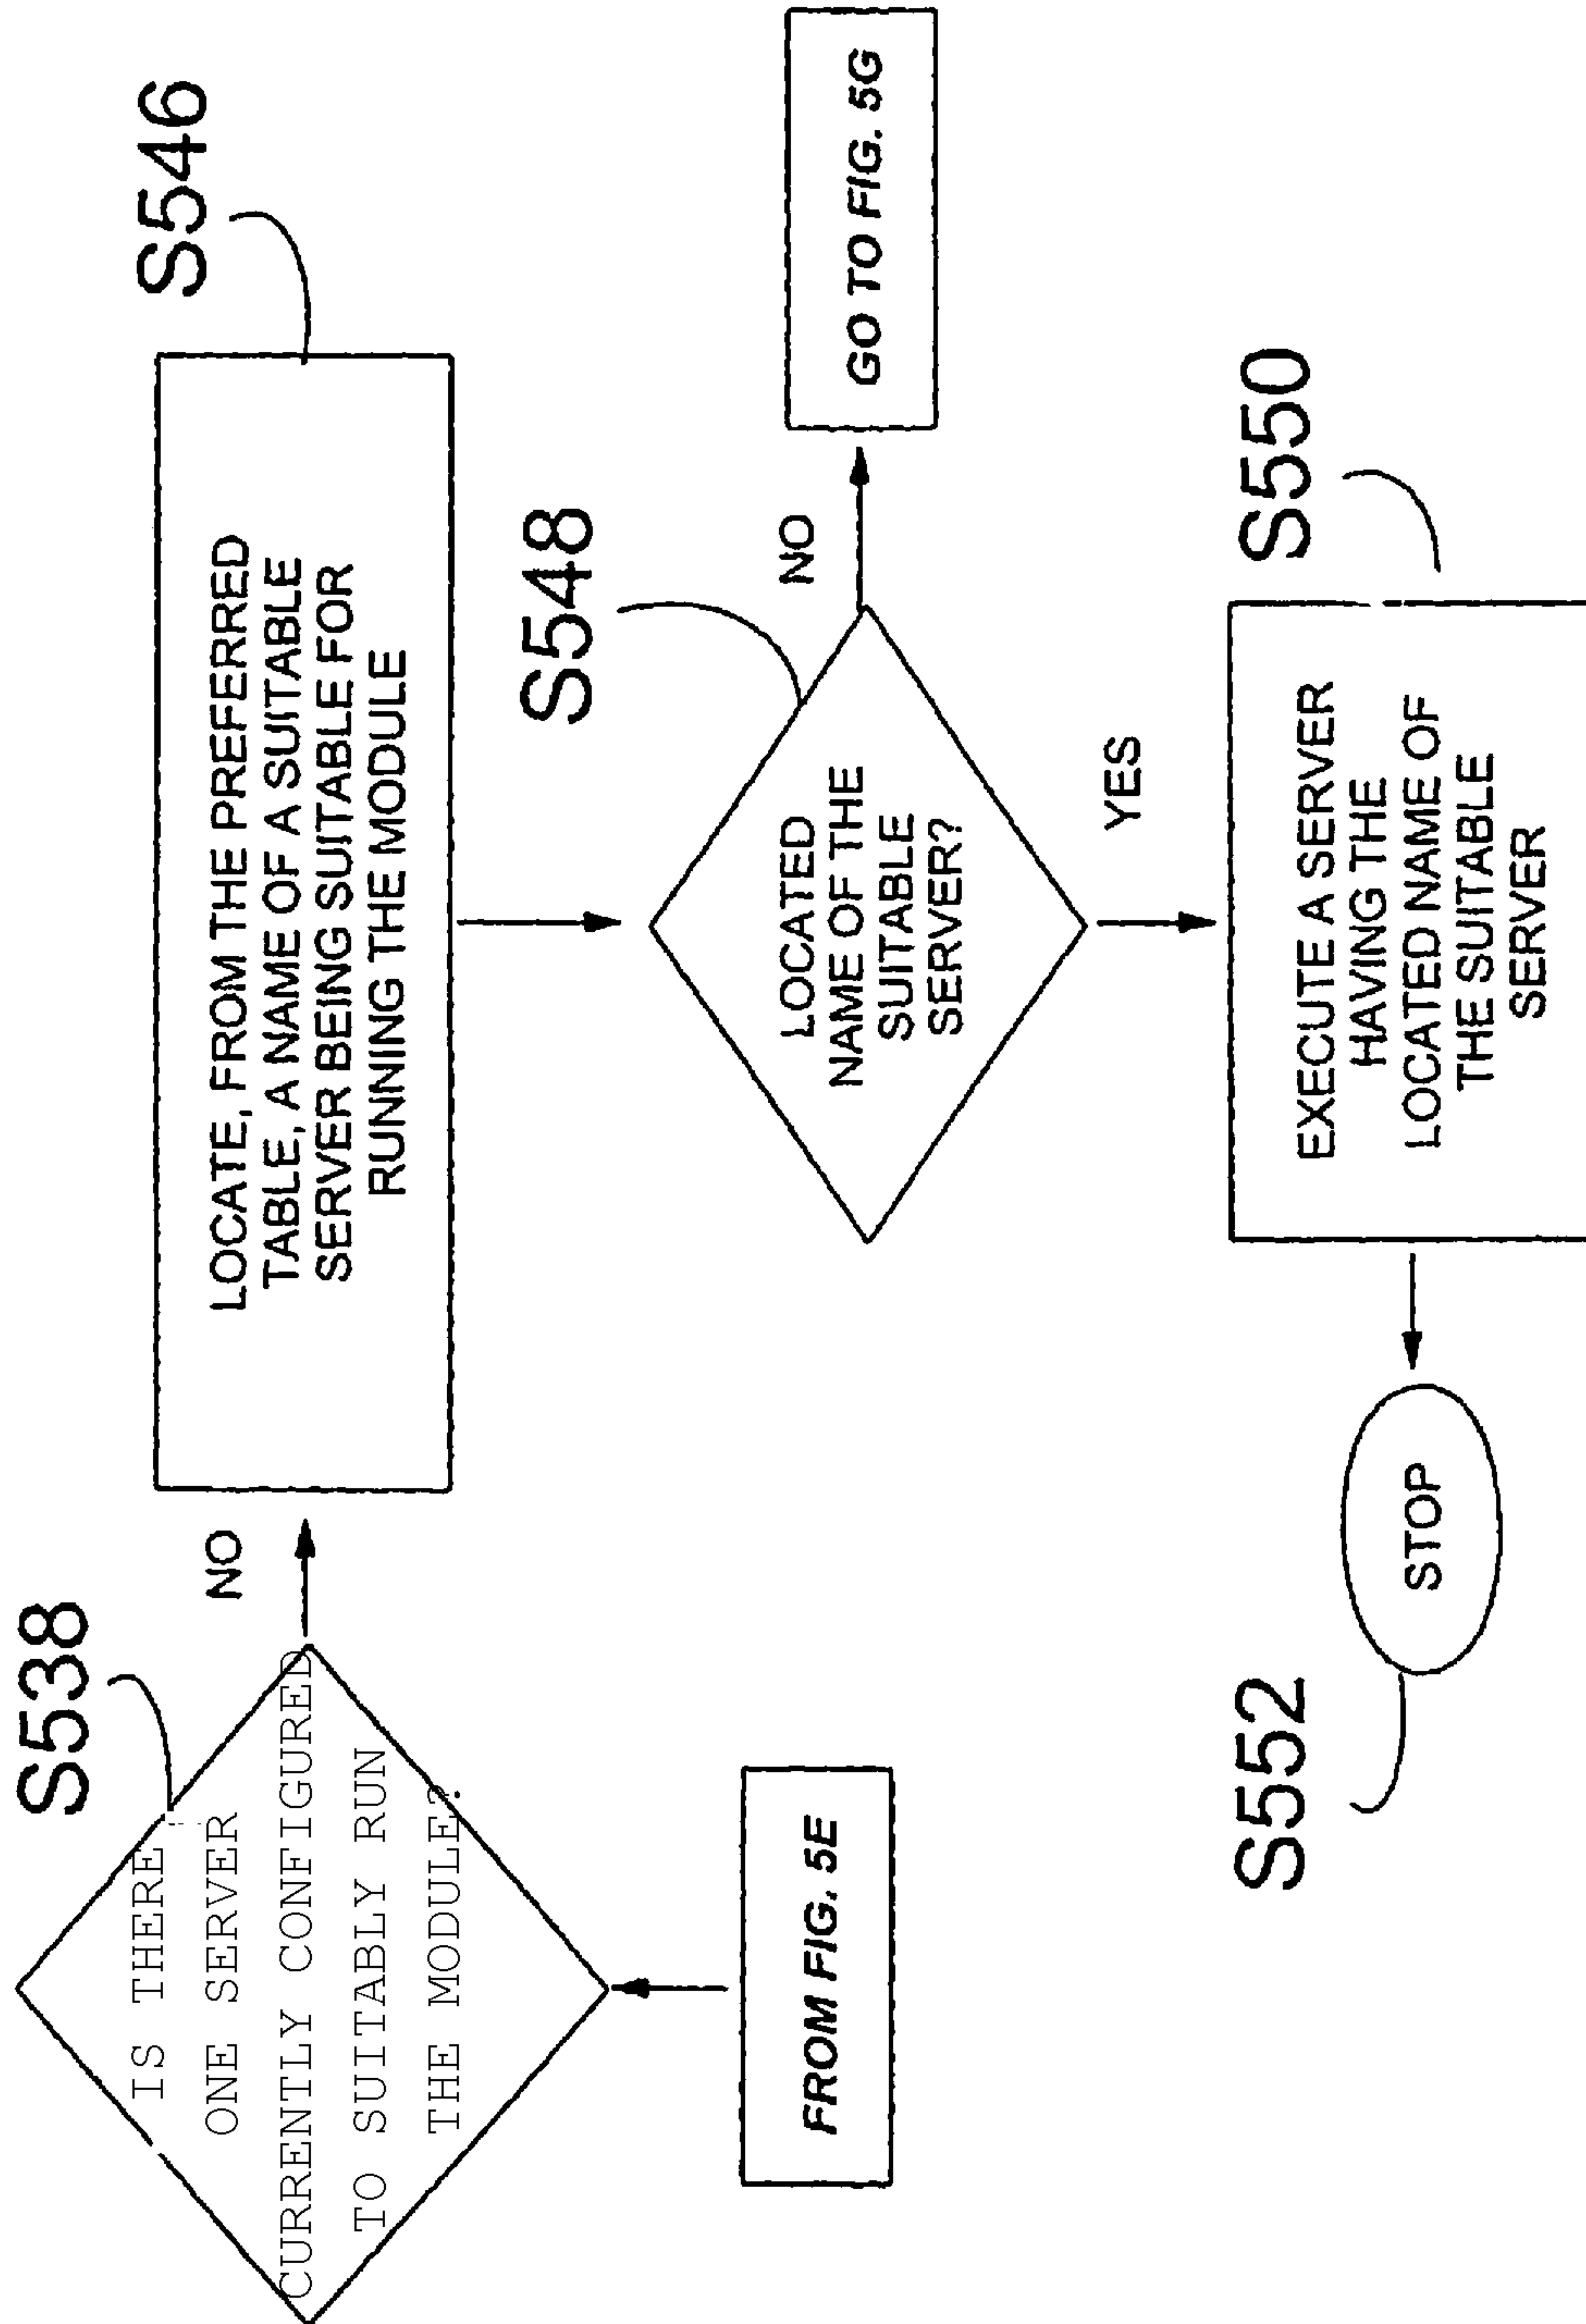 S538
IS THERE
ONE SERVER
CURRENTLY CONFIGURED
TO SUITABLY RUN
THE MODULE?
FROM FIG. 5E
NO
S546
LOCATE, FROM THE PREFERRED
TABLE, A NAME OF A SUITABLE
SERVER BEING SUITABLE FOR
RUNNING THE MODULE
S548
LOCATED
NAME OF THE
SUITABLE
SERVER?
NO
GO TO FIG. 5G
YES
S550
EXECUTE A SERVER
HAVING THE
LOCATED NAME OF
THE SUITABLE
SERVER
S552
STOP